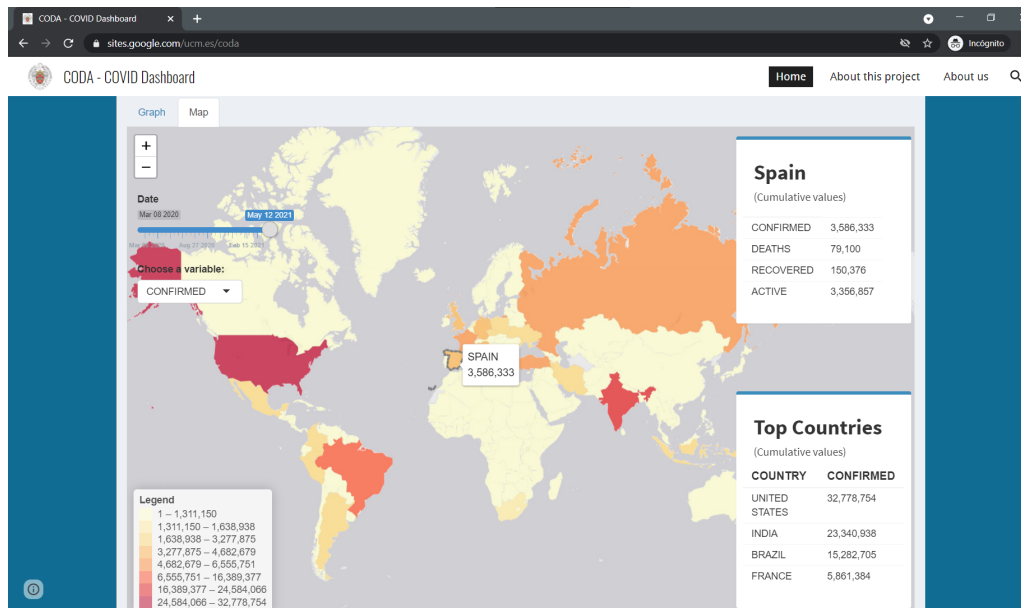 CODA - COVID Dashboard
sites.google.com/ucm.es/coda
Incógnito
CODA - COVID Dashboard
Home About this project About us
Graph Map
+
−
Date
Mar 08 2020 May 12 2021
Aug 27 2020 Feb 15 2021
Choose a variable:
CONFIRMED
SPAIN
3,586,333
Legend
1 – 1,311,150
1,311,150 – 1,638,938
1,638,938 – 3,277,875
3,277,875 – 4,682,679
4,682,679 – 6,555,751
6,555,751 – 16,389,377
16,389,377 – 24,584,066
24,584,066 – 32,778,754
Spain
(Cumulative values)
CONFIRMED 3,586,333
DEATHS 79,100
RECOVERED 150,376
ACTIVE 3,356,857
Top Countries
(Cumulative values)
COUNTRY CONFIRMED
UNITED STATES 32,778,754
INDIA 23,340,938
BRAZIL 15,282,705
FRANCE 5,861,384